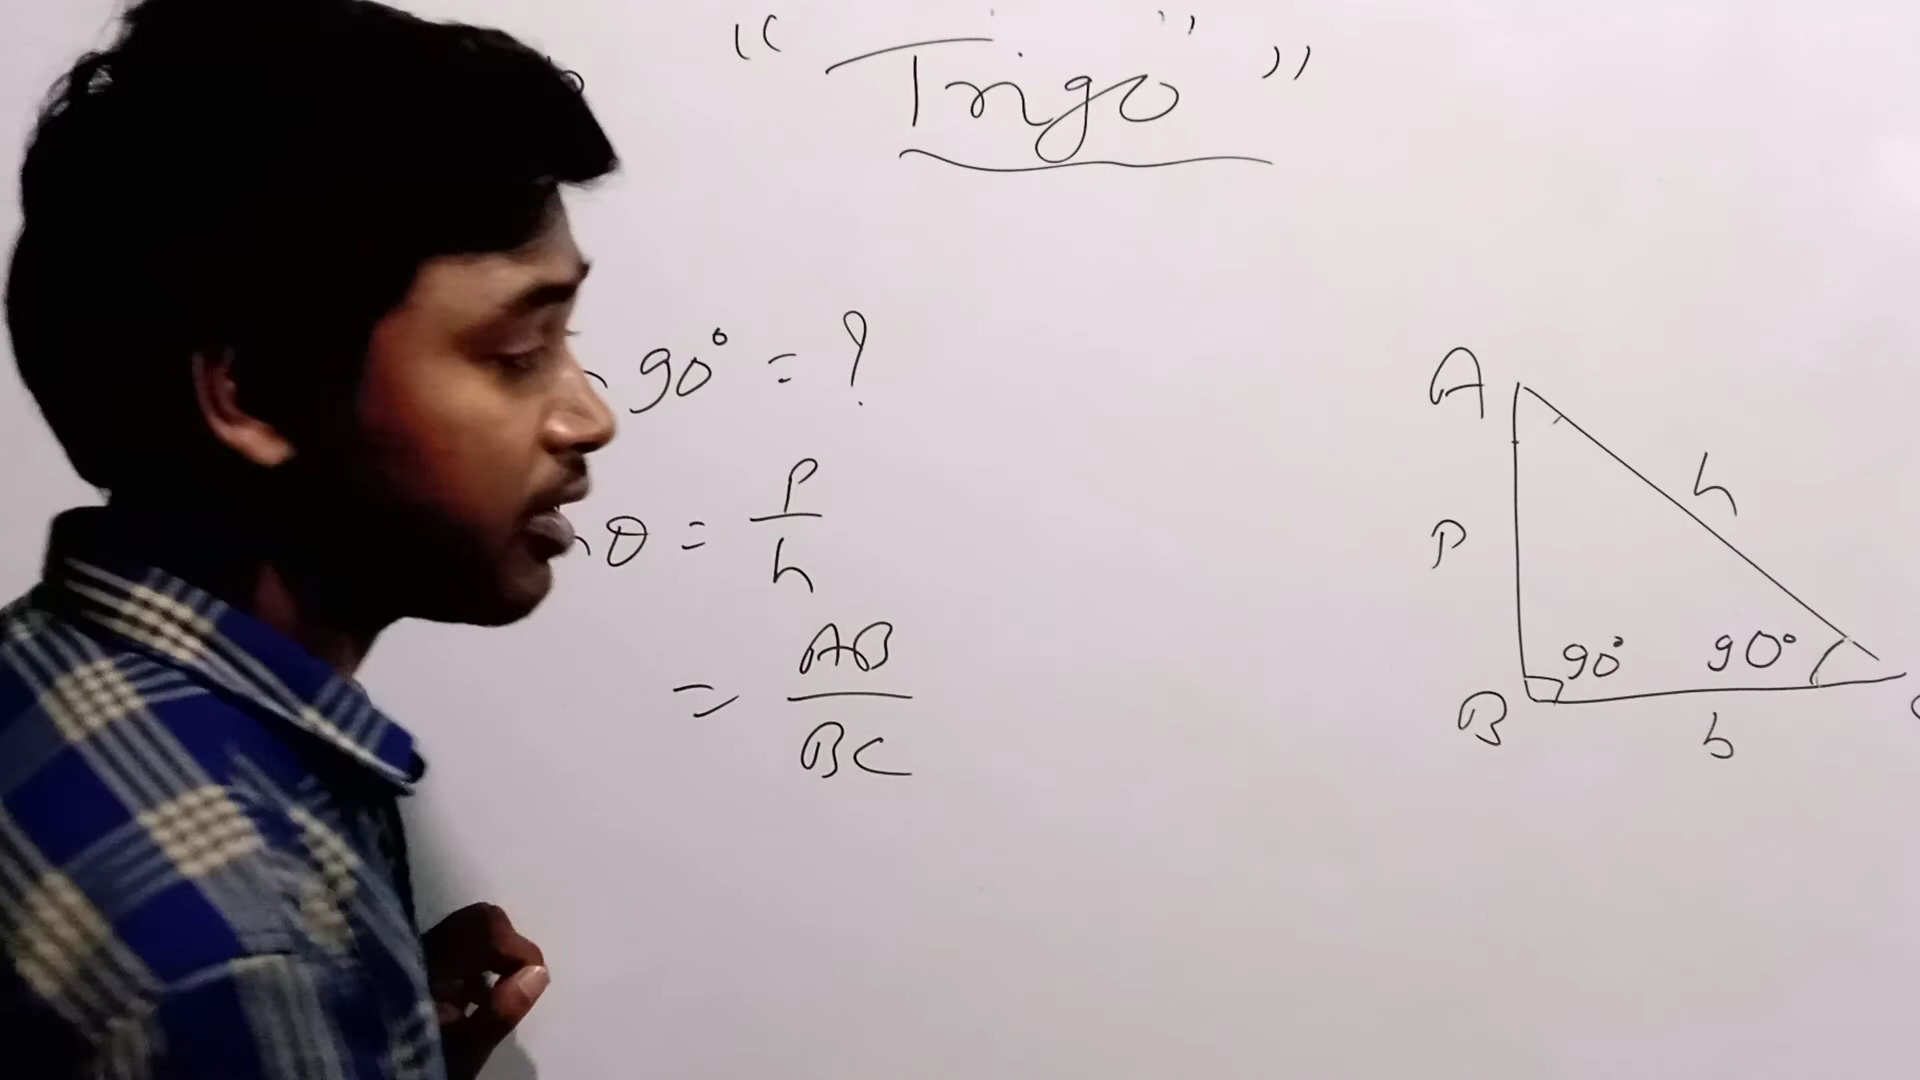 “ Trigo ”
90° = ?
θ = P/h
= AB/BC
A
h
P
90° 90°
B
b